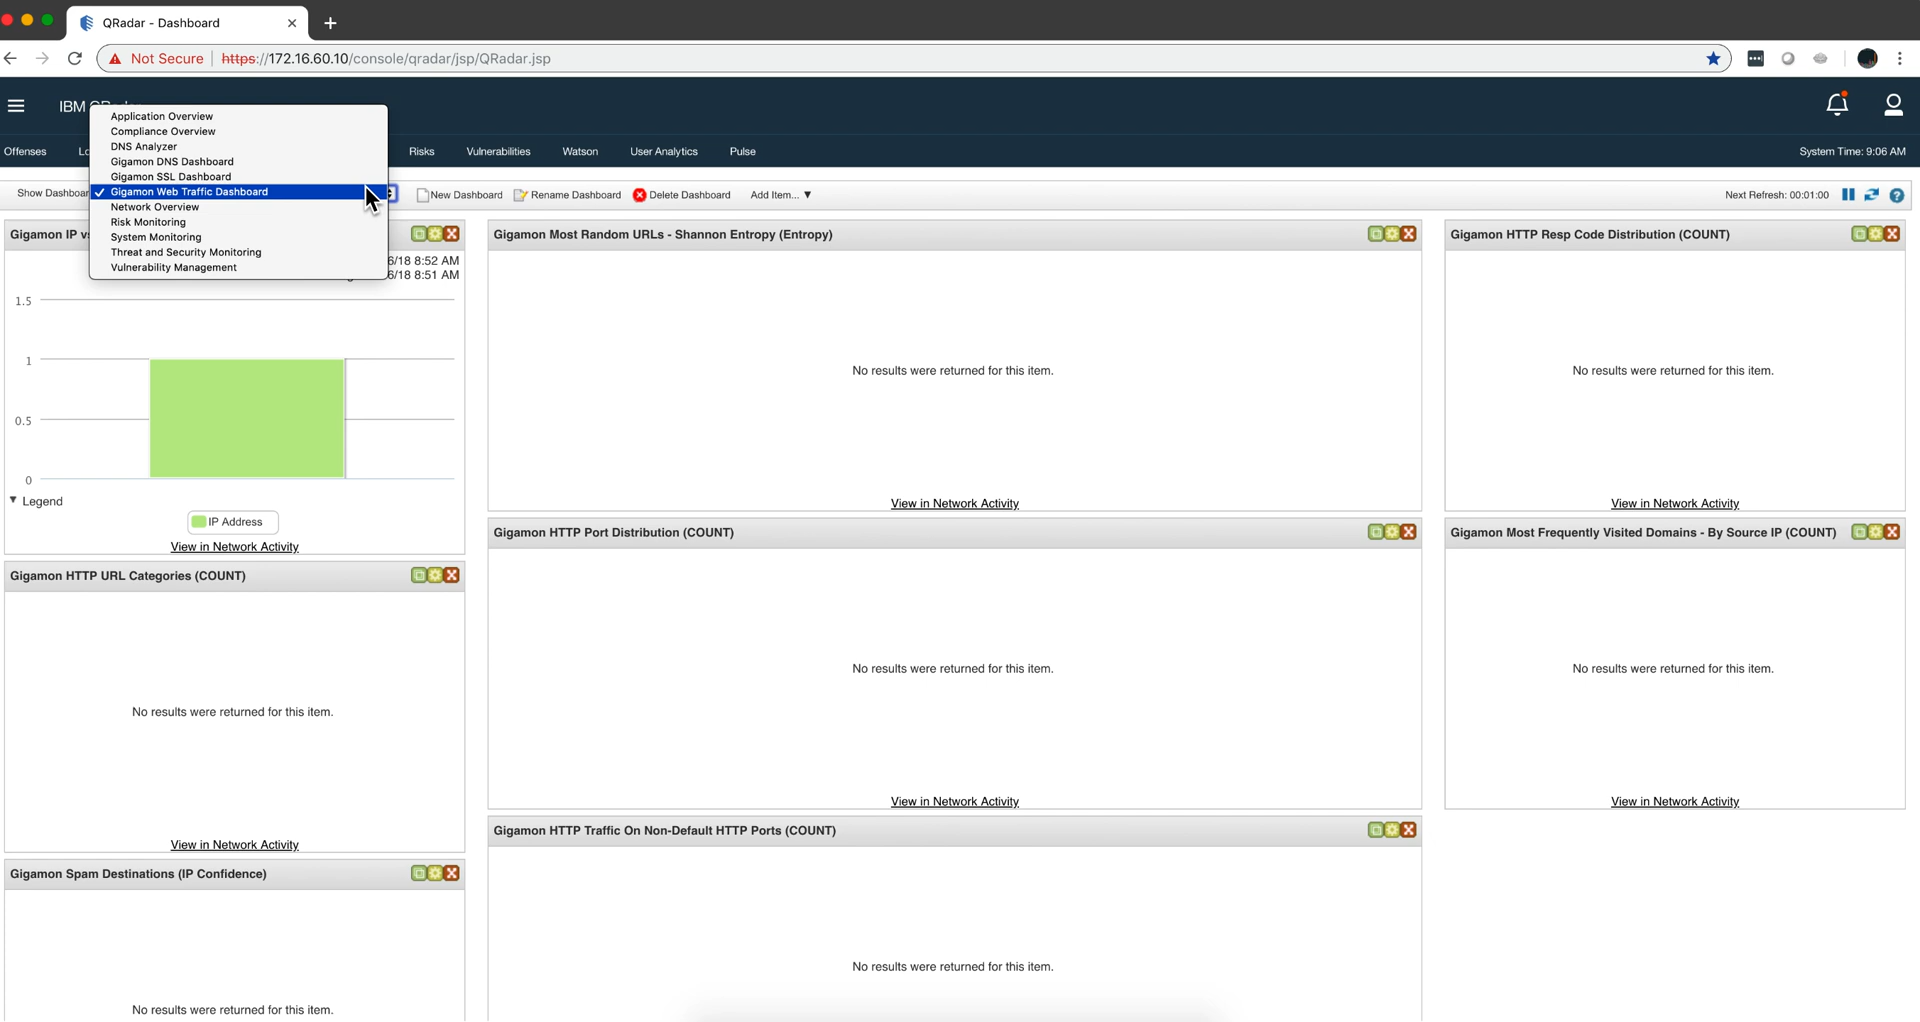 QRadar - Dashboard
Not Secure | https://172.16.60.10/console/qradar/jsp/QRadar.jsp
IBM QRadar
Offenses
Risks
Vulnerabilities
Watson
User Analytics
Pulse
System Time: 9:06 AM
Application Overview
Compliance Overview
DNS Analyzer
Gigamon DNS Dashboard
Gigamon SSL Dashboard
Gigamon Web Traffic Dashboard
Network Overview
Risk Monitoring
System Monitoring
Threat and Security Monitoring
Vulnerability Management
Show Dashboar
New Dashboard
Rename Dashboard
Delete Dashboard
Add Item... ▼
Next Refresh: 00:01:00
Gigamon IP vs
6/18 8:52 AM
6/18 8:51 AM
1.5
1
0.5
0
Legend
IP Address
View in Network Activity
Gigamon HTTP URL Categories (COUNT)
No results were returned for this item.
View in Network Activity
Gigamon Spam Destinations (IP Confidence)
No results were returned for this item.
Gigamon Most Random URLs - Shannon Entropy (Entropy)
No results were returned for this item.
View in Network Activity
Gigamon HTTP Port Distribution (COUNT)
No results were returned for this item.
View in Network Activity
Gigamon HTTP Traffic On Non-Default HTTP Ports (COUNT)
No results were returned for this item.
Gigamon HTTP Resp Code Distribution (COUNT)
No results were returned for this item.
View in Network Activity
Gigamon Most Frequently Visited Domains - By Source IP (COUNT)
No results were returned for this item.
View in Network Activity